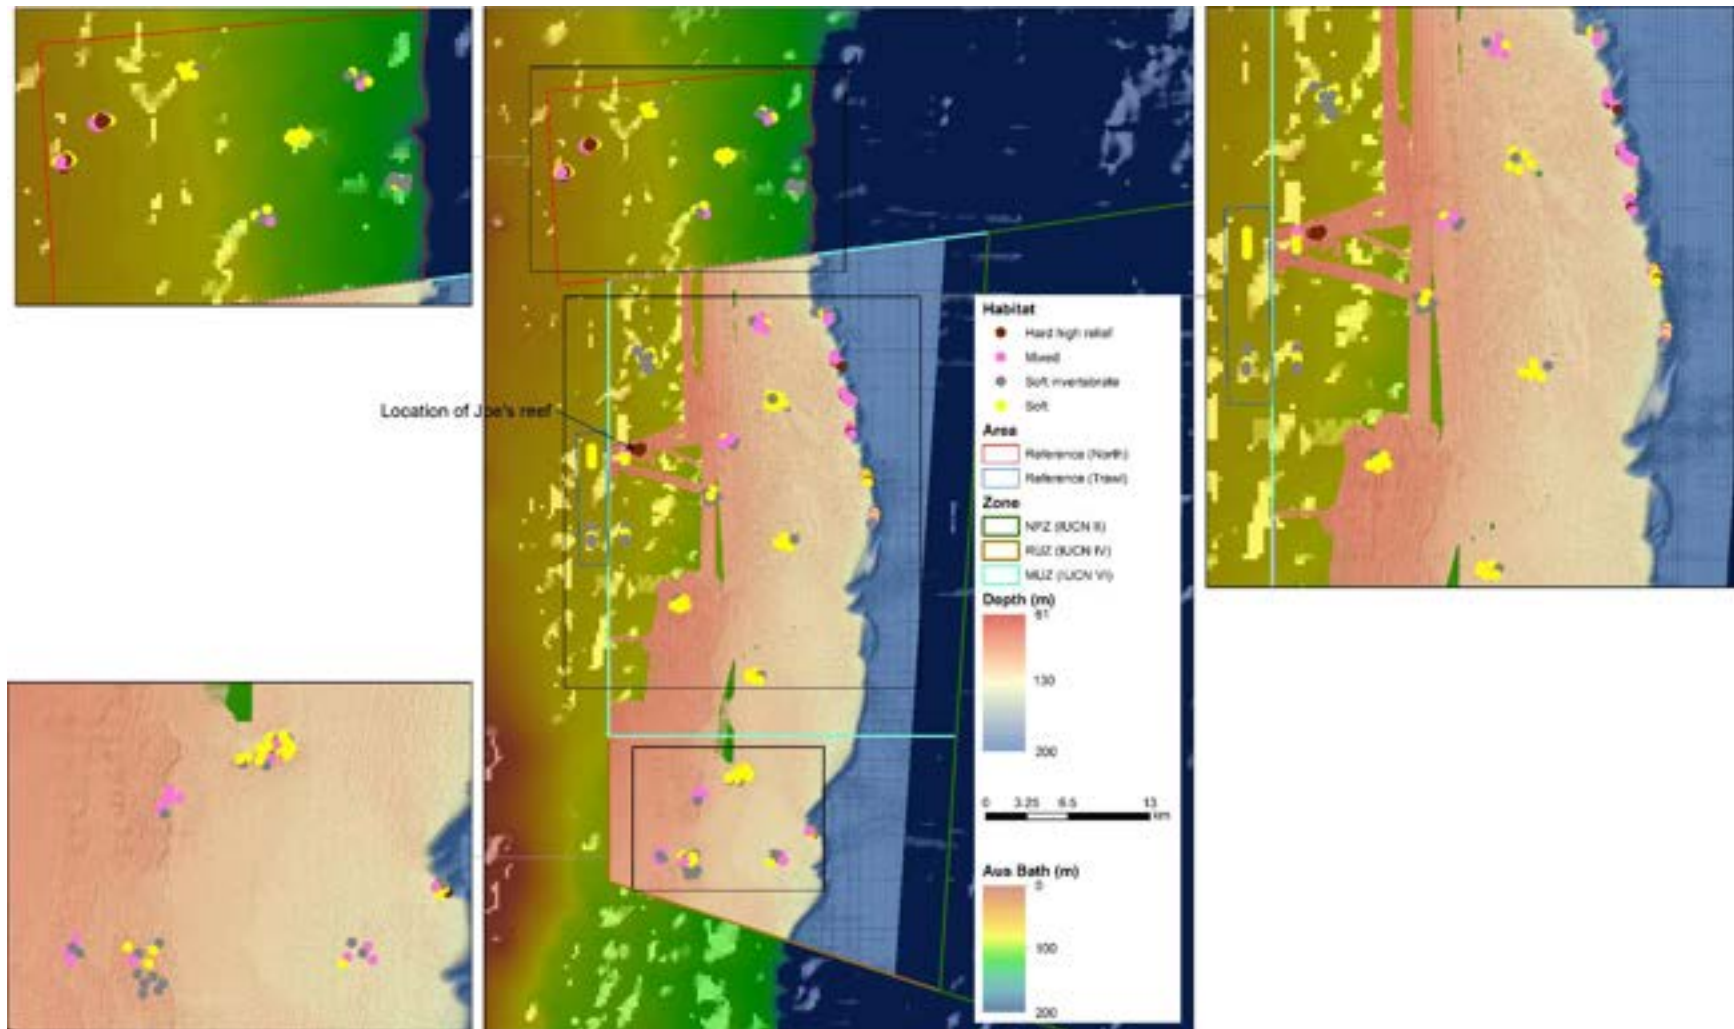 Location of Joe's reef
Habitat
Hard high relief
Mixed
Soft invertebrate
Soft
Area
Reference (North)
Reference (Trawl)
Zone
NPZ (IUCN II)
RUZ (IUCN IV)
MUZ (IUCN VI)
Depth (m)
61
130
200
0 3.25 6.5 13
km
Aus Bath (m)
0
100
200